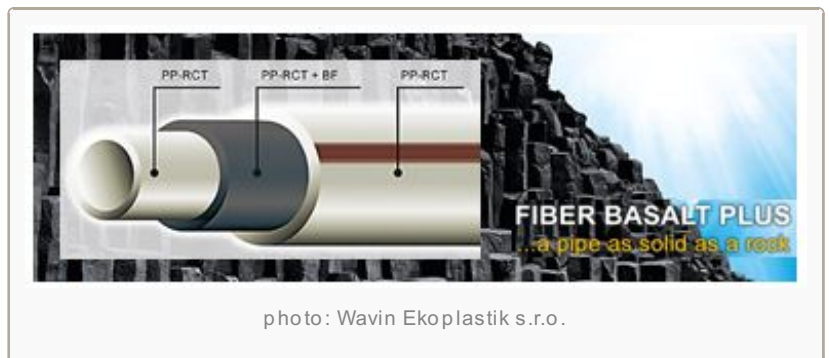 PP-RCT
PP-RCT + BF
PP-RCT
FIBER BASALT PLUS
...a pipe as solid as a rock
photo: Wavin Ekoplastik s.r.o.